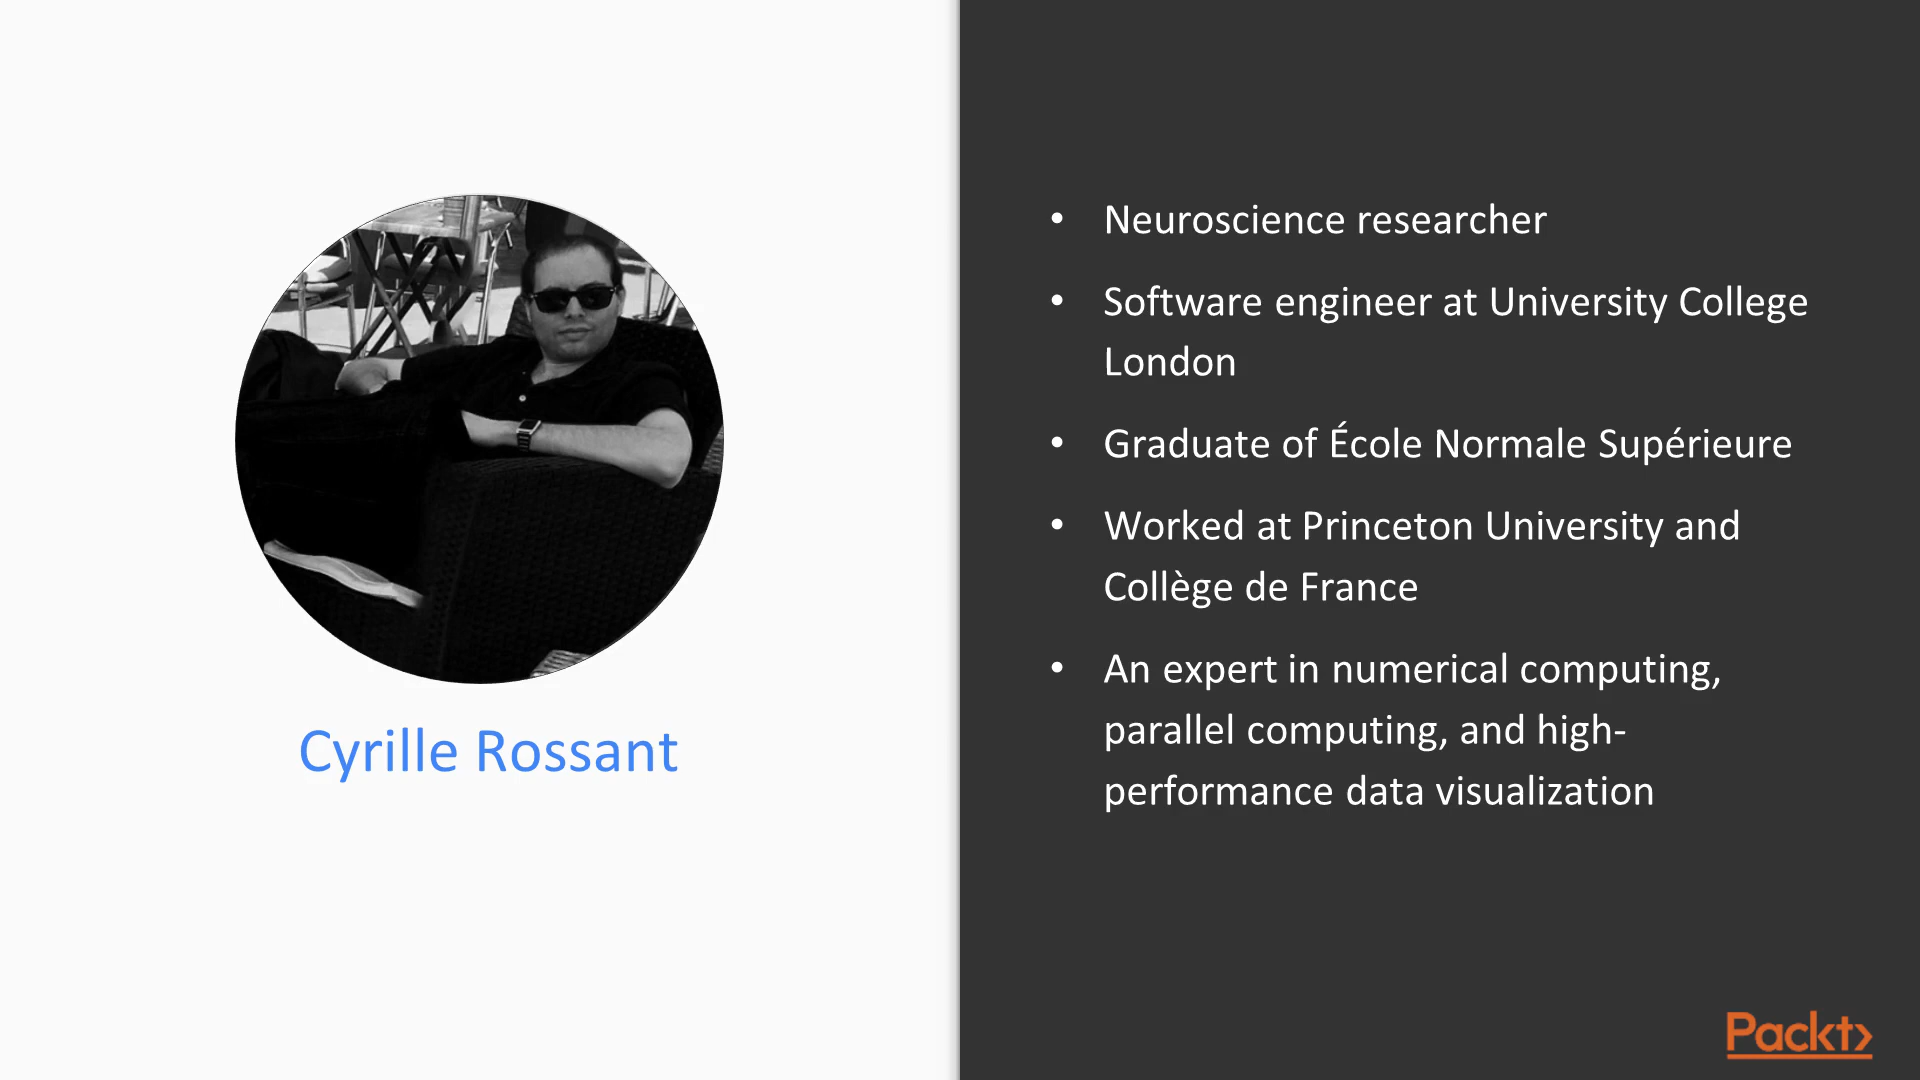 Cyrille Rossant
• Neuroscience researcher
• Software engineer at University College
London
• Graduate of École Normale Supérieure
• Worked at Princeton University and
Collège de France
• An expert in numerical computing,
parallel computing, and high-
performance data visualization
Packt>